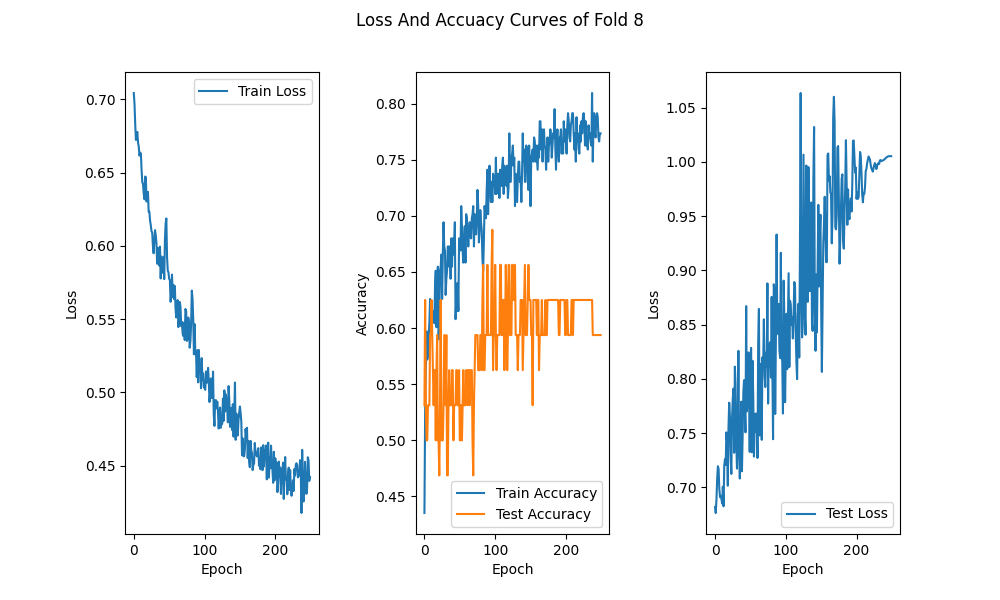 Loss And Accuacy Curves of Fold 8
Loss
0.70
0.65
0.60
0.55
0.50
0.45
Train Loss
0 100 200
Epoch
Accuracy
0.80
0.75
0.70
0.65
0.60
0.55
0.50
0.45
Train Accuracy
Test Accuracy
0 100 200
Epoch
Loss
1.05
1.00
0.95
0.90
0.85
0.80
0.75
0.70
Test Loss
0 100 200
Epoch